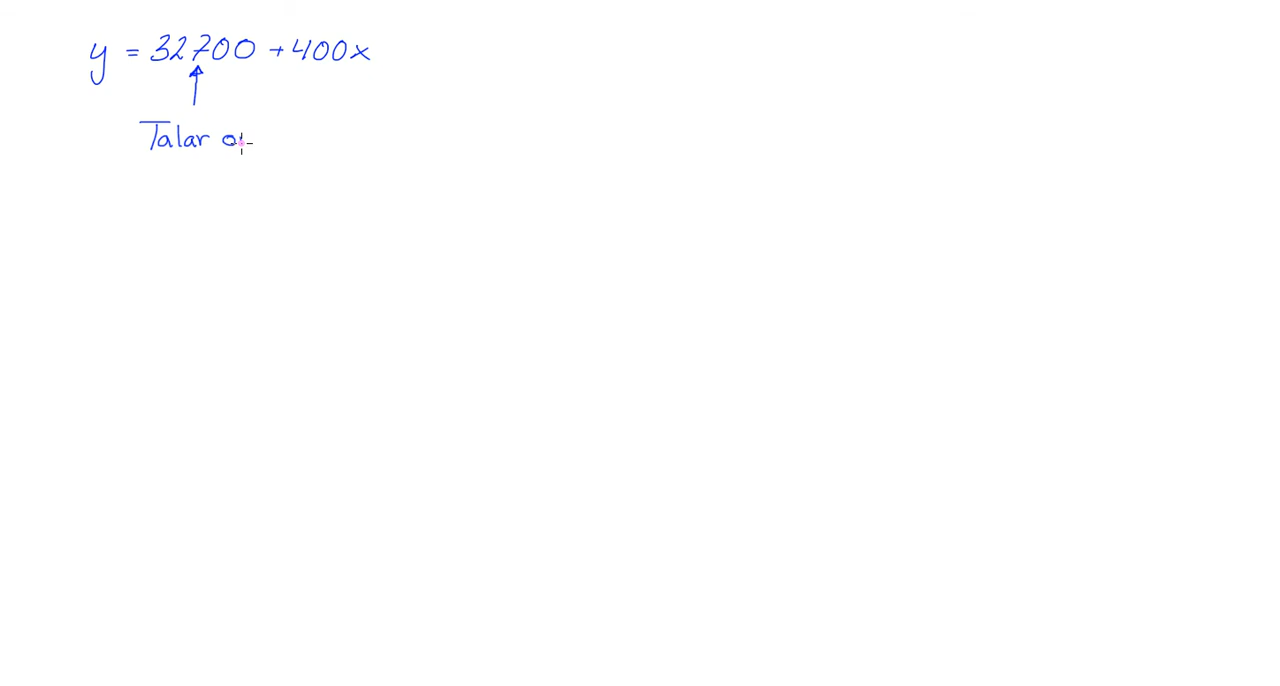 y = 32700 + 400x
Talar